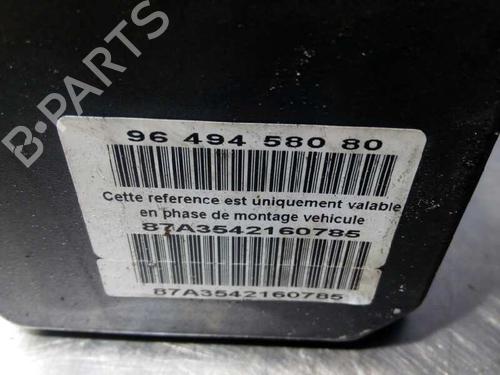 B-PARTS
96 494 580 80
Cette reference est uniquement valable
en phase de montage vehicule
87A3542160785
87A3542160785